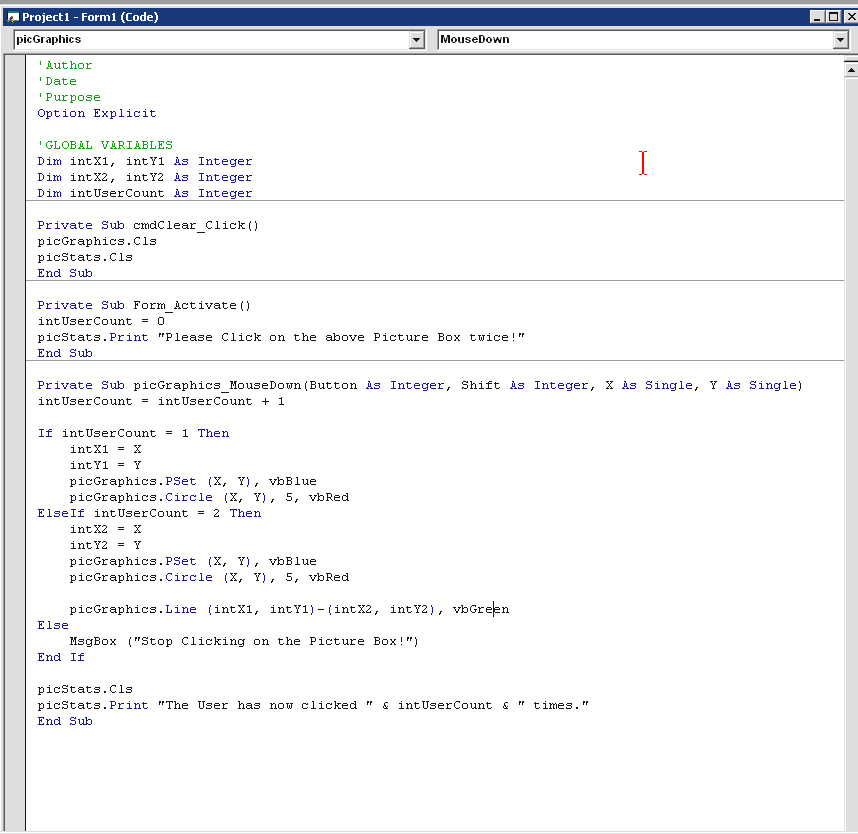 Project1 - Form1 (Code)
picGraphics
MouseDown
'Author
'Date
'Purpose
Option Explicit
'GLOBAL VARIABLES
Dim intX1, intY1 As Integer
Dim intX2, intY2 As Integer
Dim intUserCount As Integer
Private Sub cmdClear_Click()
picGraphics.Cls
picStats.Cls
End Sub
Private Sub Form_Activate()
intUserCount = 0
picStats.Print "Please Click on the above Picture Box twice!"
End Sub
Private Sub picGraphics_MouseDown(Button As Integer, Shift As Integer, X As Single, Y As Single)
intUserCount = intUserCount + 1
If intUserCount = 1 Then
    intX1 = X
    intY1 = Y
    picGraphics.PSet (X, Y), vbBlue
    picGraphics.Circle (X, Y), 5, vbRed
ElseIf intUserCount = 2 Then
    intX2 = X
    intY2 = Y
    picGraphics.PSet (X, Y), vbBlue
    picGraphics.Circle (X, Y), 5, vbRed
    picGraphics.Line (intX1, intY1)-(intX2, intY2), vbGreen
Else
    MsgBox ("Stop Clicking on the Picture Box!")
End If
picStats.Cls
picStats.Print "The User has now clicked " & intUserCount & " times."
End Sub